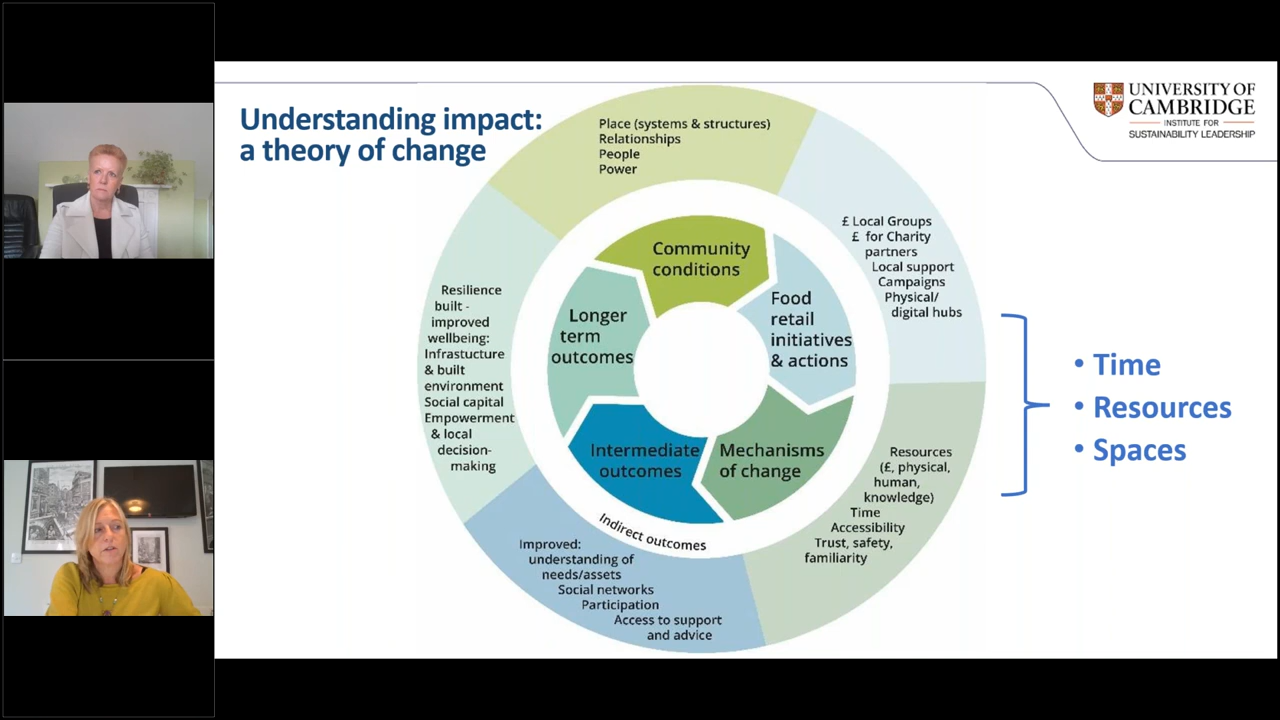 Understanding impact:
a theory of change
UNIVERSITY OF
CAMBRIDGE
INSTITUTE FOR
SUSTAINABILITY LEADERSHIP
Place (systems & structures)
Relationships
People
Power
£ Local Groups
£ for Charity
partners
Local support
Campaigns
Physical/
digital hubs
Resources
(£, physical,
human,
knowledge)
Time
Accessibility
Trust, safety,
familiarity
Improved:
understanding of
needs/assets
Social networks
Participation
Access to support
and advice
Resilience
built -
improved
wellbeing:
Infrastucture
& built
environment
Social capital
Empowerment
& local
decision-
making
Community
conditions
Food
retail
initiatives
& actions
Mechanisms
of change
Intermediate
outcomes
Longer
term
outcomes
Indirect outcomes
• Time
• Resources
• Spaces